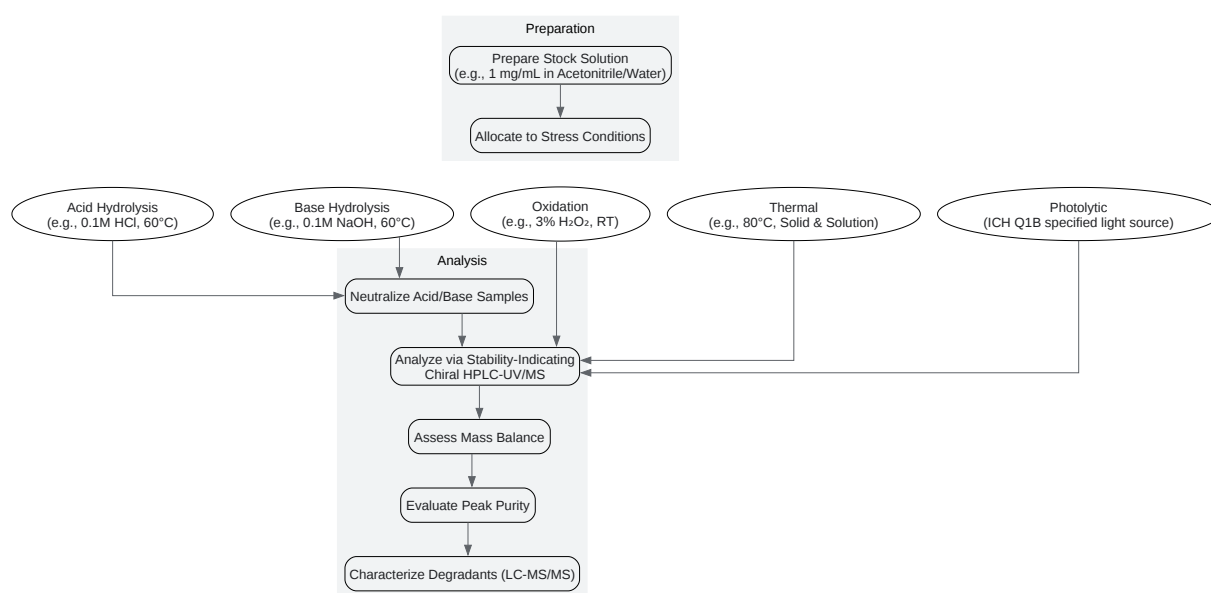 Preparation
Prepare Stock Solution
(e.g., 1 mg/mL in Acetonitrile/Water)
Allocate to Stress Conditions
Acid Hydrolysis
(e.g., 0.1M HCl, 60°C)
Base Hydrolysis
(e.g., 0.1M NaOH, 60°C)
Oxidation
(e.g., 3% H₂O₂, RT)
Thermal
(e.g., 80°C, Solid & Solution)
Photolytic
(ICH Q1B specified light source)
Analysis
Neutralize Acid/Base Samples
Analyze via Stability-Indicating
Chiral HPLC-UV/MS
Assess Mass Balance
Evaluate Peak Purity
Characterize Degradants (LC-MS/MS)